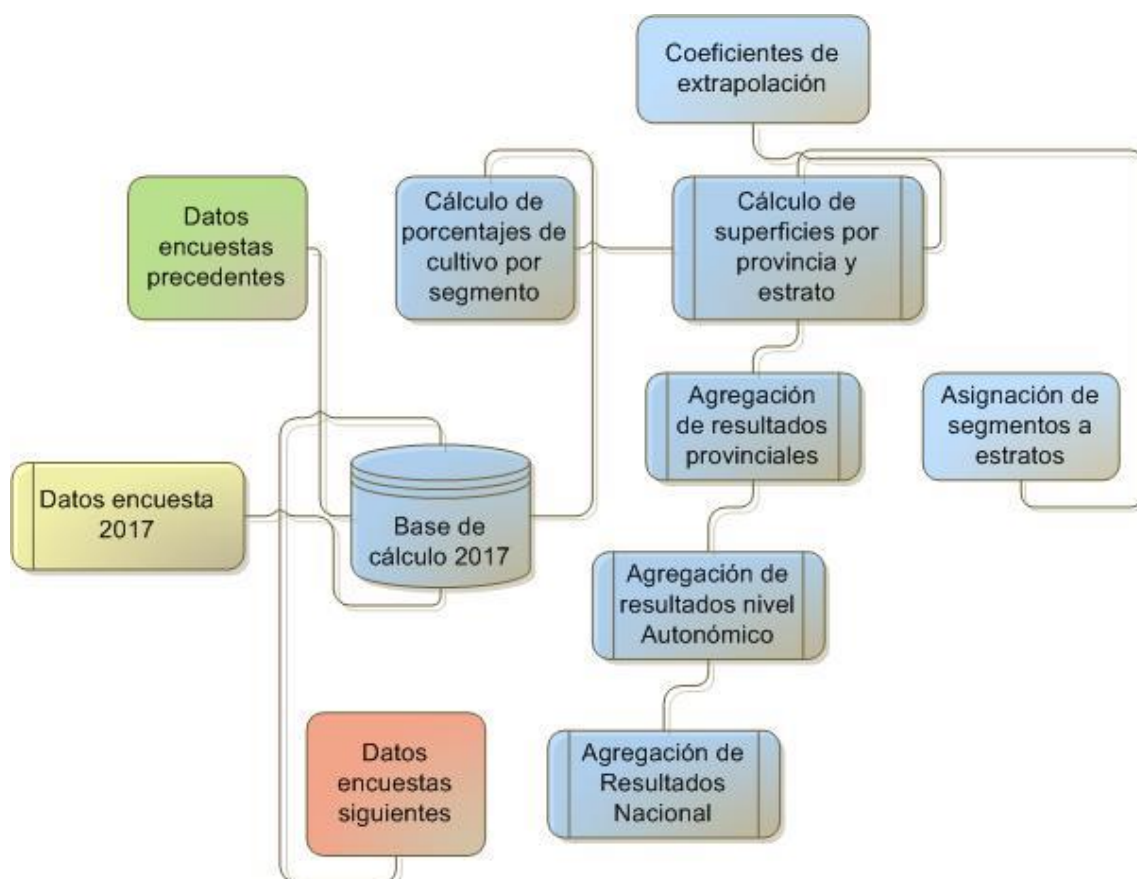 Coeficientes de
extrapolación
Datos
encuestas
precedentes
Cálculo de
porcentajes de
cultivo por
segmento
Cálculo de
superficies por
provincia y
estrato
Agregación
de resultados
provinciales
Asignación de
segmentos a
estratos
Datos encuesta
2017
Base de
cálculo 2017
Agregación de
resultados nivel
Autonómico
Datos
encuestas
siguientes
Agregación de
Resultados
Nacional